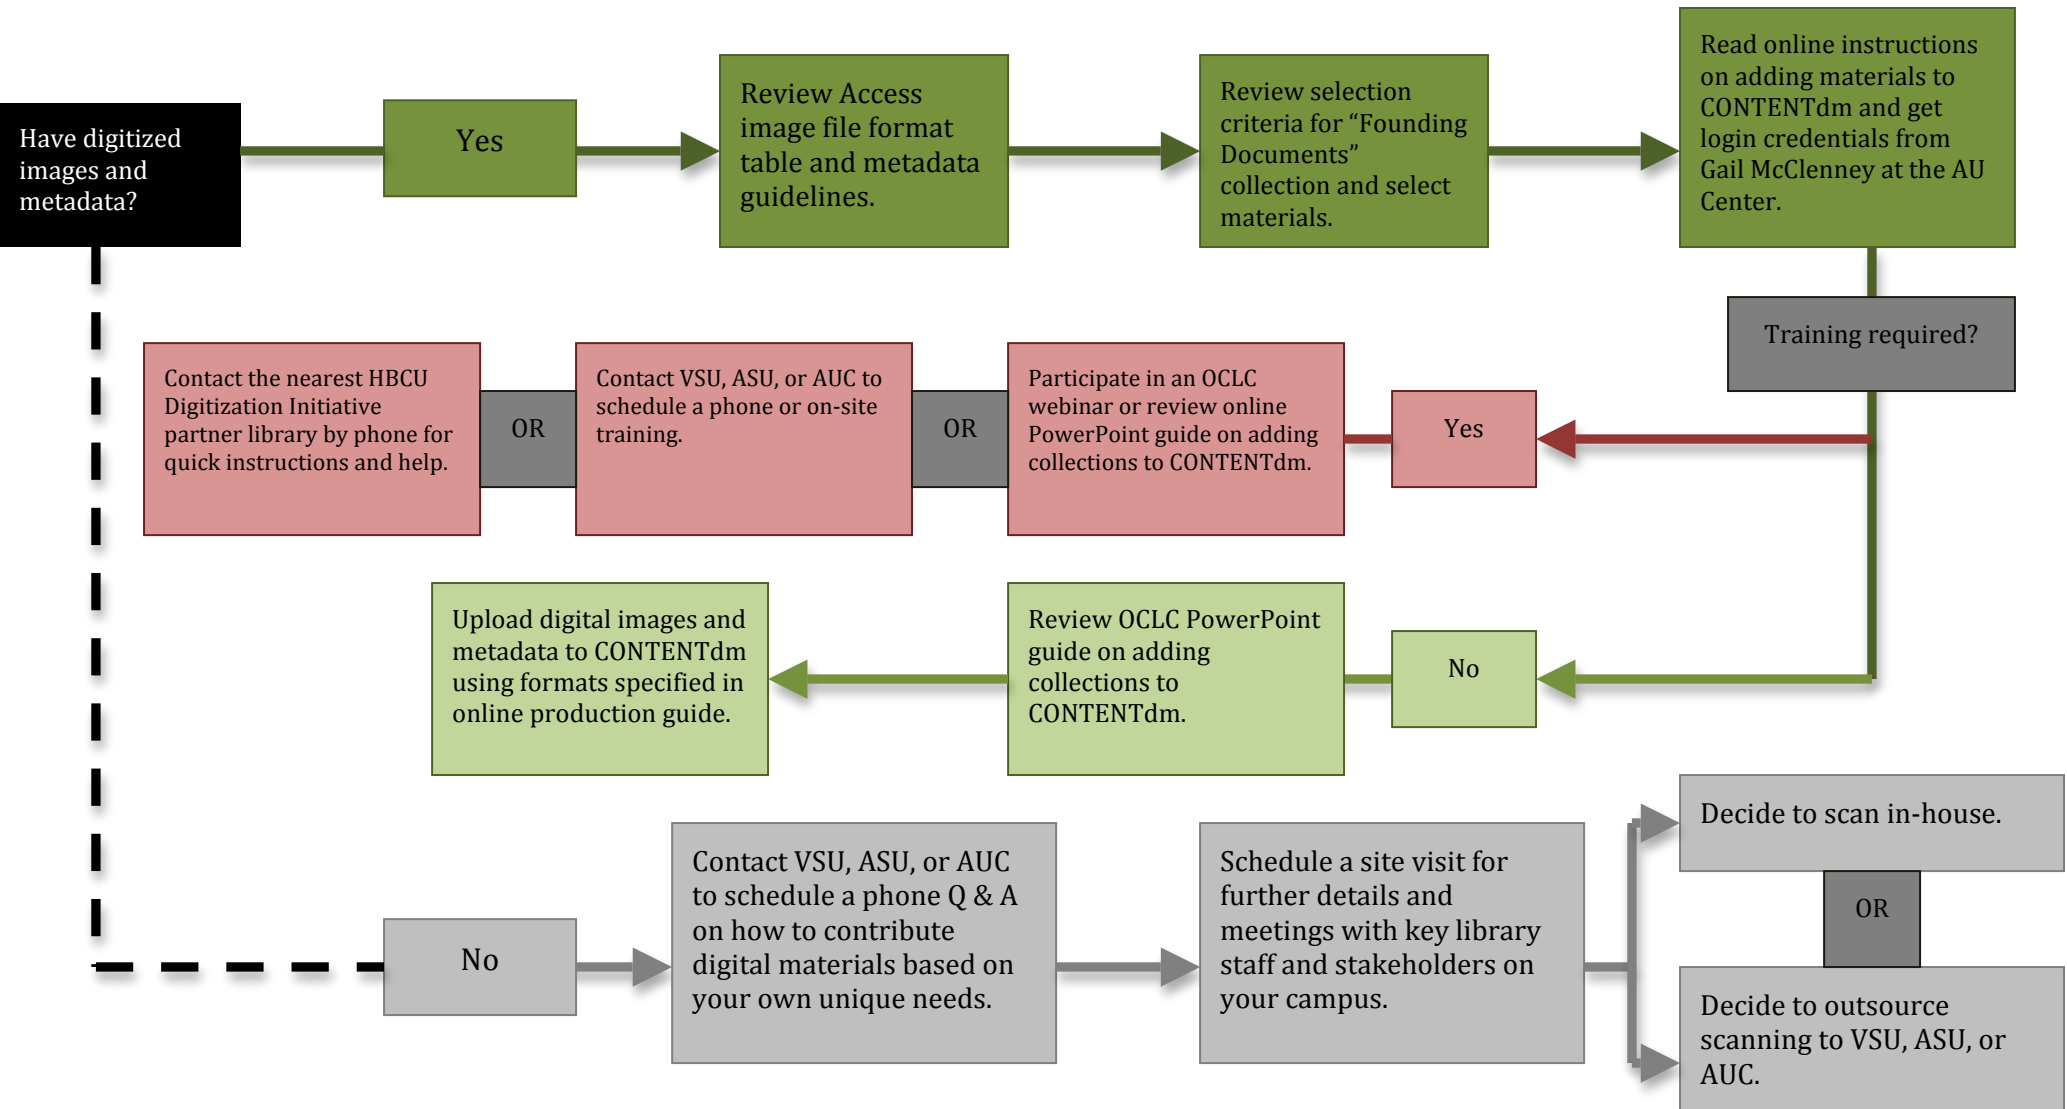 Have digitized
images and
metadata?
Yes
Review Access
image file format
table and metadata
guidelines.
Review selection
criteria for “Founding
Documents”
collection and select
materials.
Read online instructions
on adding materials to
CONTENTdm and get
login credentials from
Gail McClenney at the AU
Center.
Training required?
Contact the nearest HBCU
Digitization Initiative
partner library by phone for
quick instructions and help.
OR
Contact VSU, ASU, or AUC to
schedule a phone or on-site
training.
OR
Participate in an OCLC
webinar or review online
PowerPoint guide on adding
collections to CONTENTdm.
Yes
Upload digital images and
metadata to CONTENTdm
using formats specified in
online production guide.
Review OCLC PowerPoint
guide on adding
collections to
CONTENTdm.
No
No
Contact VSU, ASU, or AUC
to schedule a phone Q & A
on how to contribute
digital materials based on
your own unique needs.
Schedule a site visit for
further details and
meetings with key library
staff and stakeholders on
your campus.
Decide to scan in-house.
OR
Decide to outsource
scanning to VSU, ASU, or
AUC.